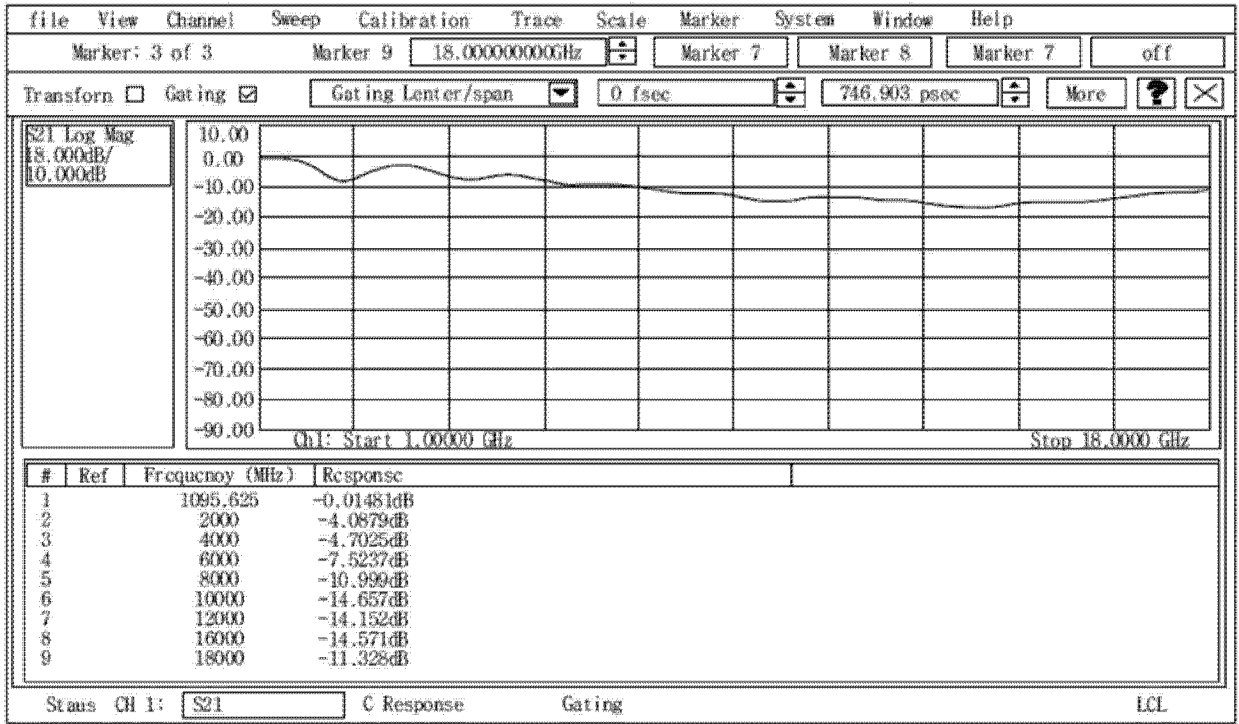 file View Channel Sweep Calibration Trace Scale Marker System Window Help
Marker: 3 of 3 Marker 9 18.000000000GHz Marker 7 Marker 8 Marker 7 off
Transforn Gating Gating Lenter/span 0 fsec 746.903 psec More ?
S21 Log Mag
18.000dB/
10.000dB
10.00
0.00
-10.00
-20.00
-30.00
-40.00
-50.00
-60.00
-70.00
-80.00
-90.00
Ch1: Start 1.00000 GHz Stop 18.0000 GHz
# Ref Frcqucnoy (MHz) Rcsponsc
1 1095.625 -0.01481dB
2 2000 -4.0879dB
3 4000 -4.7025dB
4 6000 -7.5237dB
5 8000 -10.999dB
6 10000 -14.657dB
7 12000 -14.152dB
8 16000 -14.571dB
9 18000 -11.328dB
Staus CH 1: S21 C Response Gating LCL